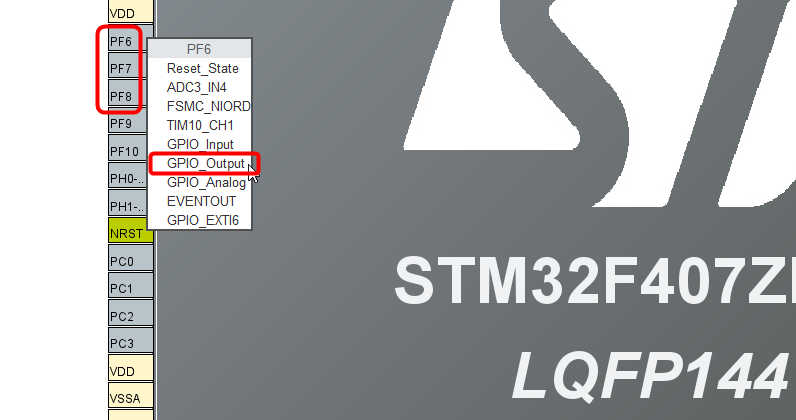 VDD
PF6
PF7
PF8
PF9
PF10
PH0-..
PH1-..
NRST
PC0
PC1
PC2
PC3
VDD
VSSA
PF6
Reset_State
ADC3_IN4
FSMC_NIORD
TIM10_CH1
GPIO_Input
GPIO_Output
GPIO_Analog
EVENTOUT
GPIO_EXTI6
STM32F407Z
LQFP144